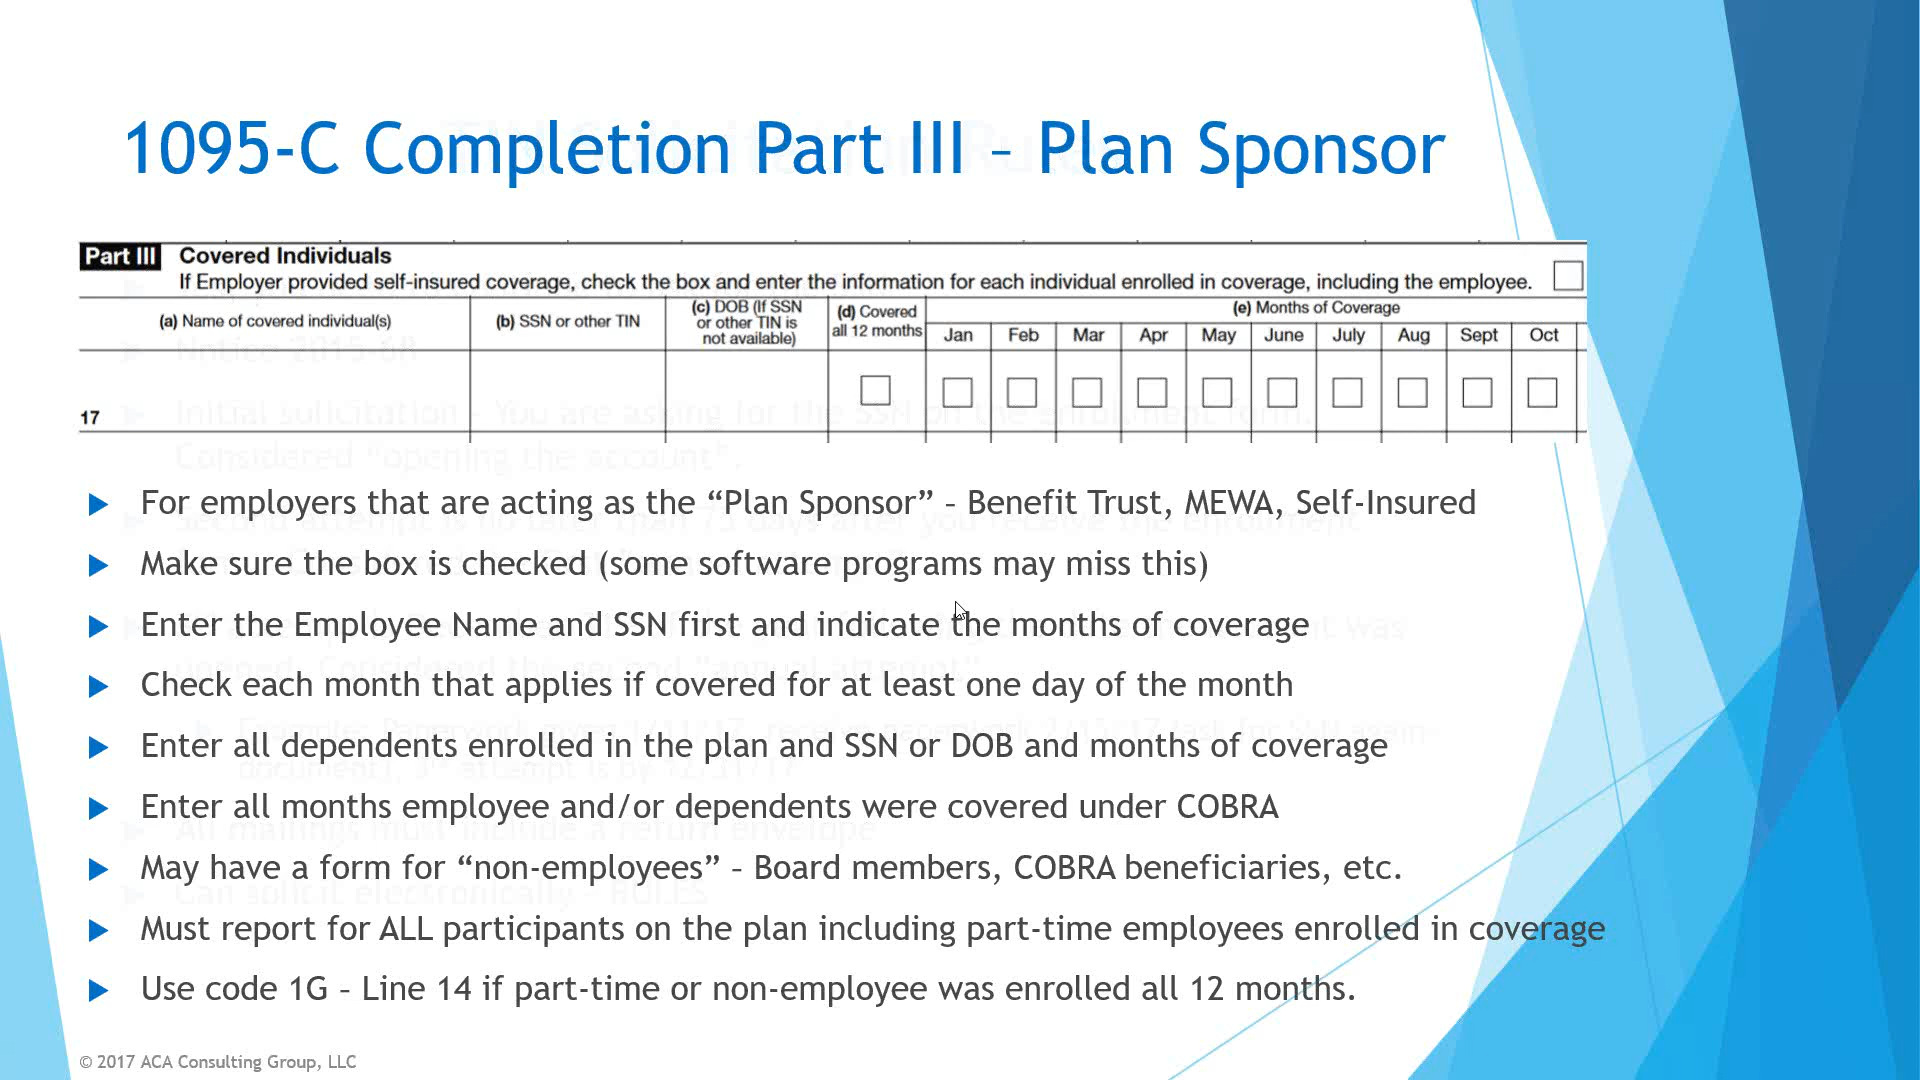 1095-C Completion Part III – Plan Sponsor
Part III Covered Individuals
If Employer provided self-insured coverage, check the box and enter the information for each individual enrolled in coverage, including the employee.
(a) Name of covered individual(s)
(b) SSN or other TIN
(c) DOB (If SSN
or other TIN is
not available)
(d) Covered
all 12 months
(e) Months of Coverage
Jan Feb Mar Apr May June July Aug Sept Oct
17
For employers that are acting as the “Plan Sponsor” – Benefit Trust, MEWA, Self-Insured
Make sure the box is checked (some software programs may miss this)
Enter the Employee Name and SSN first and indicate the months of coverage
Check each month that applies if covered for at least one day of the month
Enter all dependents enrolled in the plan and SSN or DOB and months of coverage
Enter all months employee and/or dependents were covered under COBRA
May have a form for “non-employees” – Board members, COBRA beneficiaries, etc.
Must report for ALL participants on the plan including part-time employees enrolled in coverage
Use code 1G – Line 14 if part-time or non-employee was enrolled all 12 months.
© 2017 ACA Consulting Group, LLC